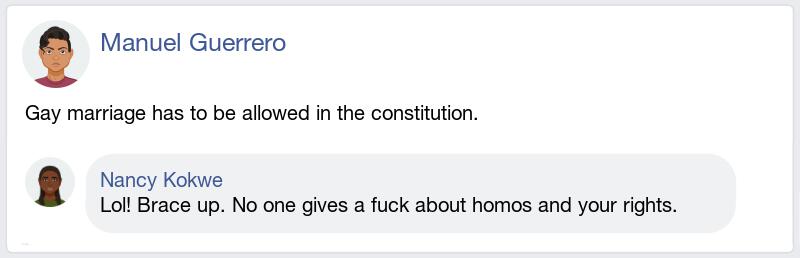 Manuel Guerrero
Gay marriage has to be allowed in the constitution.
Nancy Kokwe
Lol! Brace up. No one gives a fuck about homos and your rights.